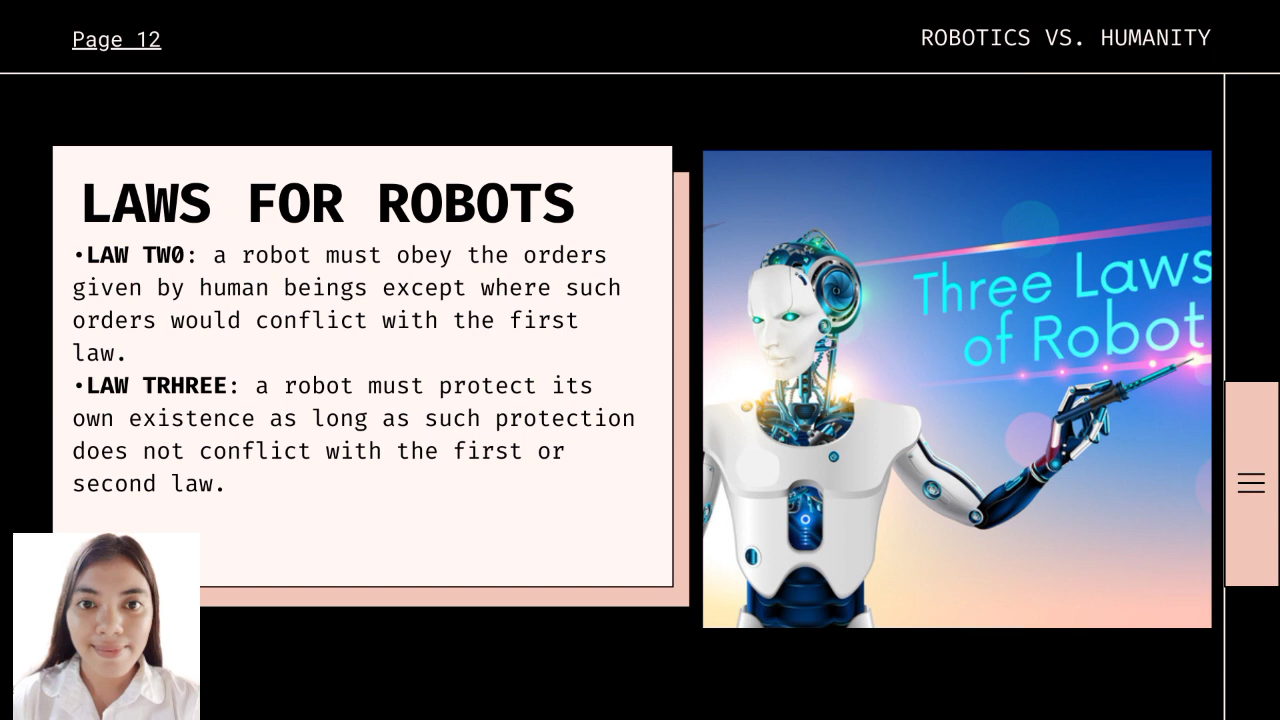 Page 12
ROBOTICS VS. HUMANITY
LAWS FOR ROBOTS
•LAW TW0: a robot must obey the orders
given by human beings except where such
orders would conflict with the first
law.
•LAW TRHREE: a robot must protect its
own existence as long as such protection
does not conflict with the first or
second law.
Three Laws
of Robot